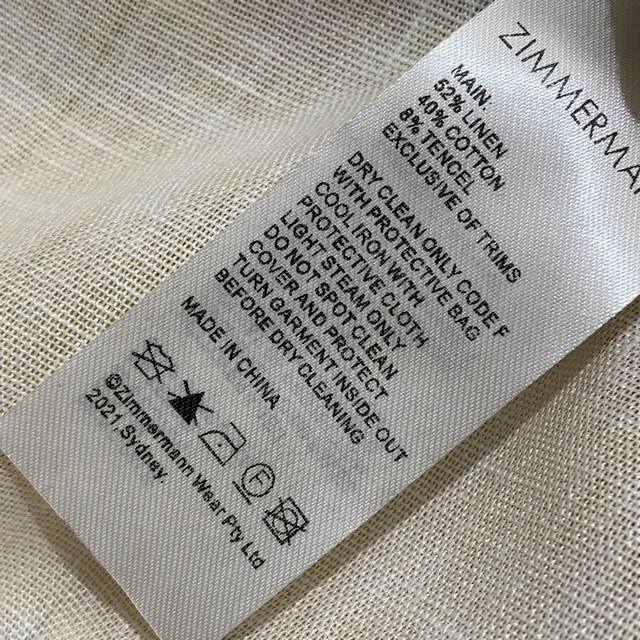 ZIMMERMA
MAIN:
52% LINEN
40% COTTON
8% TENCEL
EXCLUSIVE OF TRIMS
DRY CLEAN ONLY CODE F
WITH PROTECTIVE BAG
COOL IRON WITH
PROTECTIVE CLOTH
LIGHT STEAM ONLY
DO NOT SPOT CLEAN
COVER AND PROTECT
TURN GARMENT INSIDE OUT
BEFORE DRY CLEANING
MADE IN CHINA
F
©Zimmermann Wear Pty Ltd
2021.Sydney.